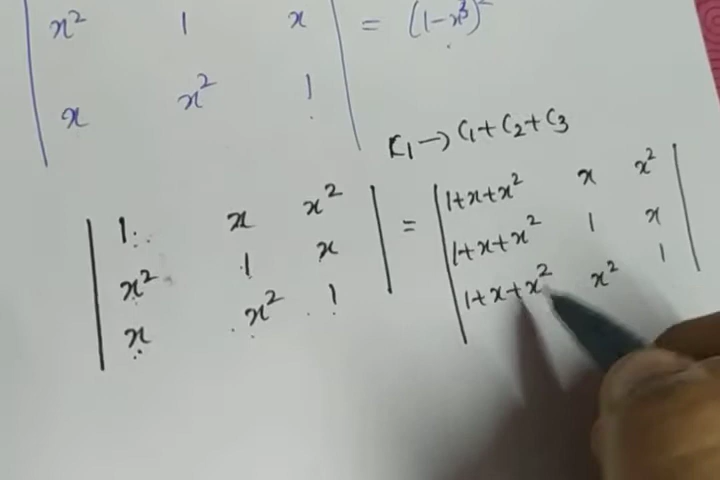 | x² 1 x | = (1-x³)²
| x x² 1 |
C₁ → C₁ + C₂ + C₃
| 1 x x² | = | 1+x+x² x x² |
| x² 1 x | | 1+x+x² 1 x |
| x x² 1 | | 1+x+x² x² 1 |